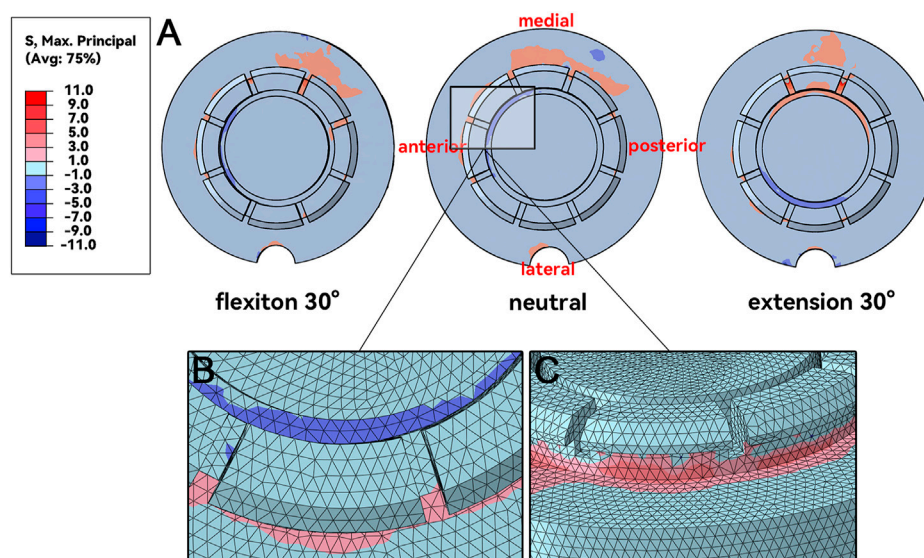 S, Max. Principal
(Avg: 75%)
11.0
9.0
7.0
5.0
3.0
1.0
-1.0
-3.0
-5.0
-7.0
-9.0
-11.0
A
medial
anterior
posterior
lateral
flexiton 30°
neutral
extension 30°
B
C